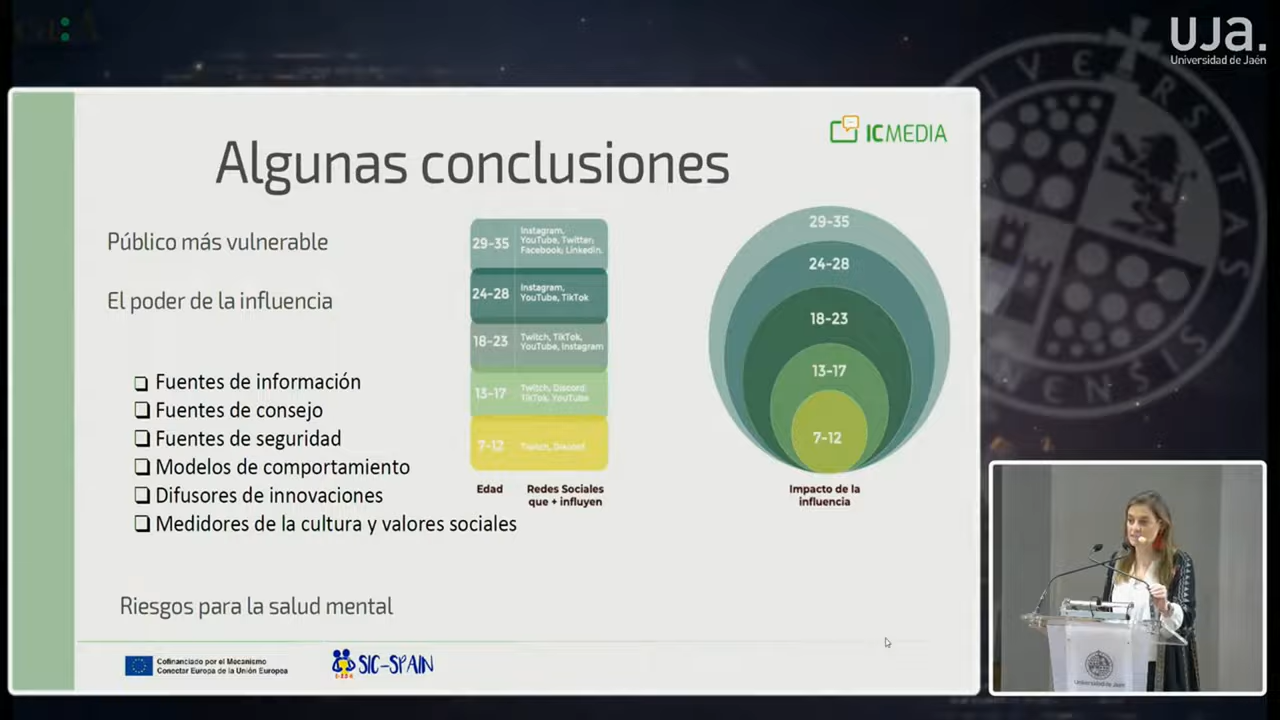 uja.
Universidad de Jaén
ICMEDIA
Algunas conclusiones
Público más vulnerable
El poder de la influencia
❑ Fuentes de información
❑ Fuentes de consejo
❑ Fuentes de seguridad
❑ Modelos de comportamiento
❑ Difusores de innovaciones
❑ Medidores de la cultura y valores sociales
Riesgos para la salud mental
29-35
Instagram,
YouTube, Twitter;
Facebook; LinkedIn.
24-28
Instagram,
YouTube, TikTok
18-23
Twitch, TikTok,
YouTube, Instagram
13-17
Twitch, Discord,
TikTok, YouTube
7-12
Twitch, Discord
Edad
Redes Sociales
que + influyen
29-35
24-28
18-23
13-17
7-12
Impacto de la
influencia
Cofinanciado por el Mecanismo
Conectar Europa de la Unión Europea
SIC-SPAIN
Universidad de Jaén